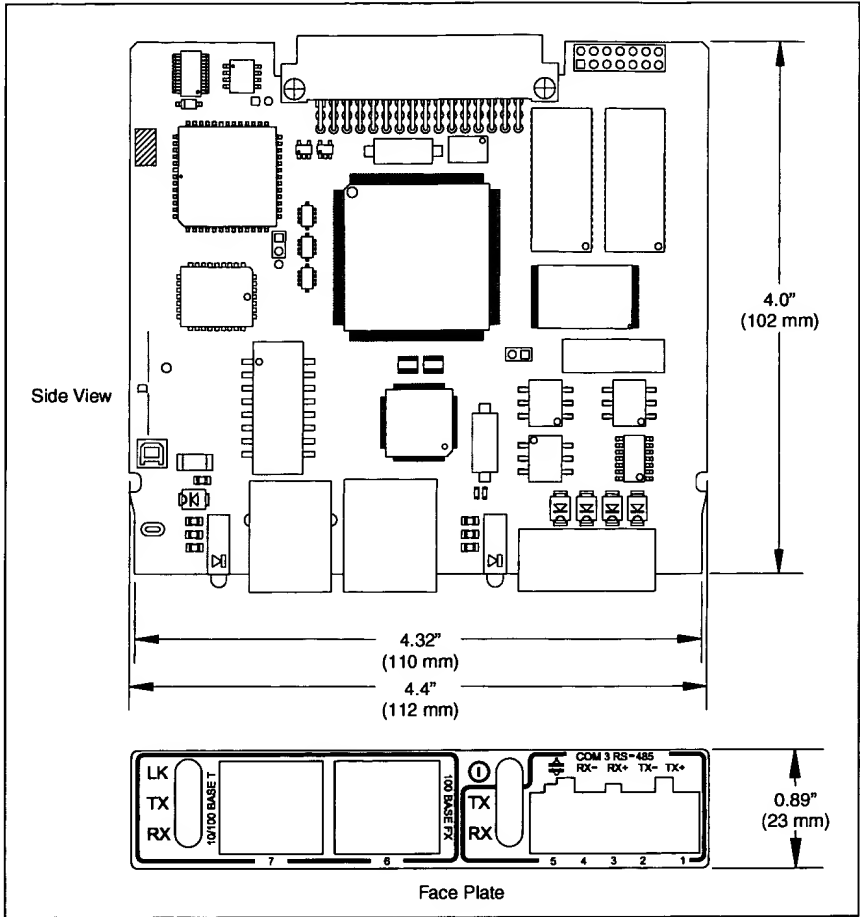 4.0"
(102 mm)
Side View
4.32"
(110 mm)
4.4"
(112 mm)
LK
TX
RX
10/100 BASE T
7
6
100 BASE FX
TX
RX
COM 3 RS-485
RX- RX+ TX- TX+
5 4 3 2 1
0.89"
(23 mm)
Face Plate